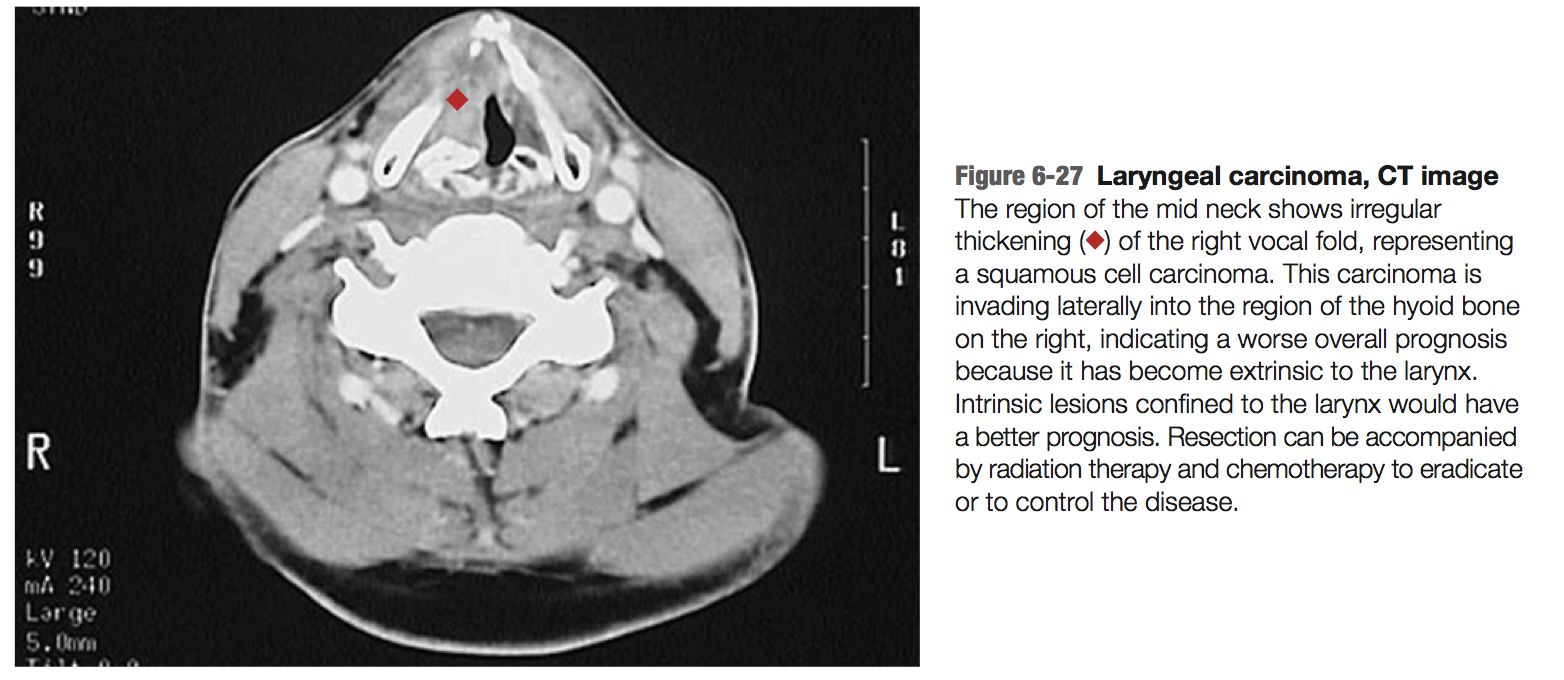 R
9
9
L
8
1
R
L
kV 120
mA 240
Large
5.0mm
Figure 6-27 Laryngeal carcinoma, CT image
The region of the mid neck shows irregular
thickening (◆) of the right vocal fold, representing
a squamous cell carcinoma. This carcinoma is
invading laterally into the region of the hyoid bone
on the right, indicating a worse overall prognosis
because it has become extrinsic to the larynx.
Intrinsic lesions confined to the larynx would have
a better prognosis. Resection can be accompanied
by radiation therapy and chemotherapy to eradicate
or to control the disease.